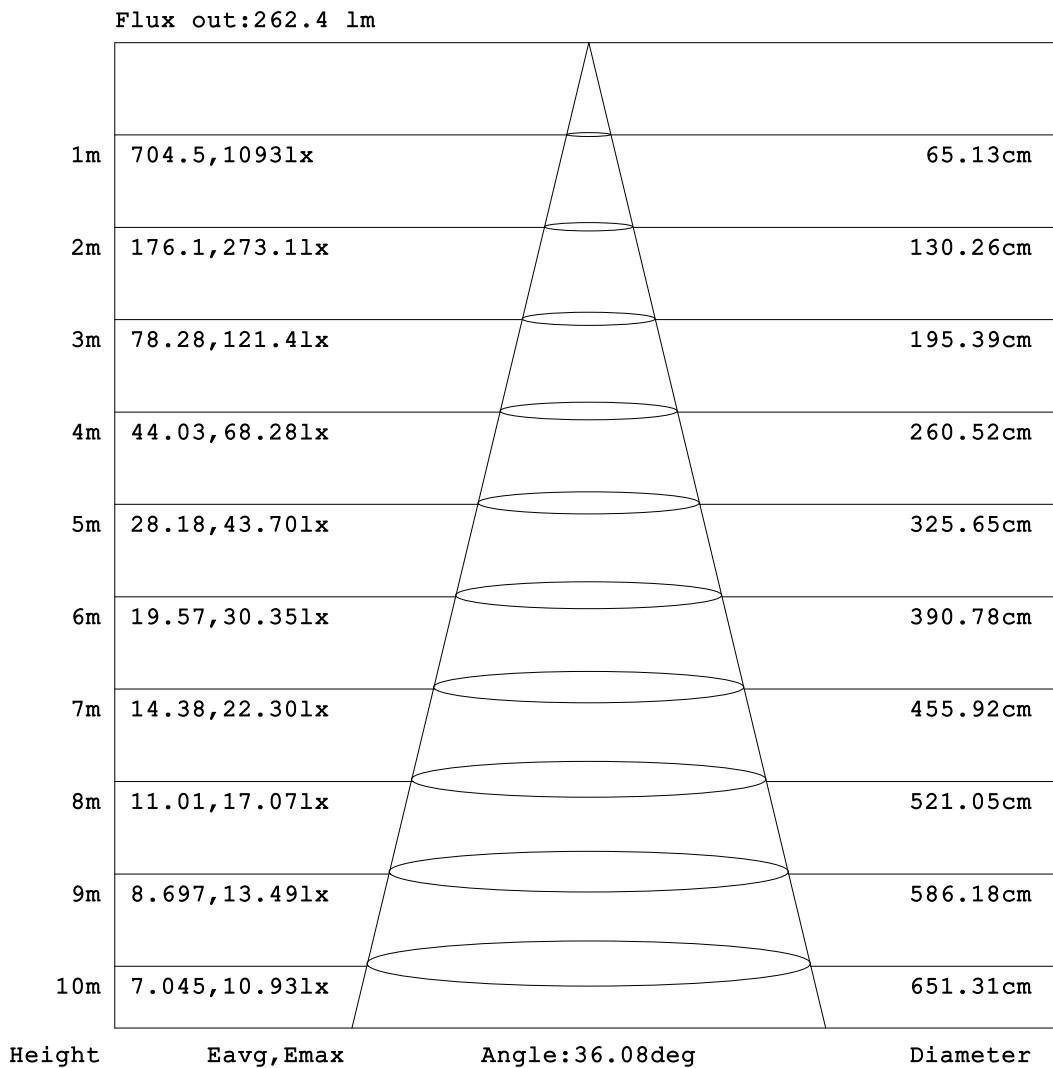 Flux out:262.4 lm
1m 704.5,1093lx 65.13cm
2m 176.1,273.1lx 130.26cm
3m 78.28,121.4lx 195.39cm
4m 44.03,68.28lx 260.52cm
5m 28.18,43.70lx 325.65cm
6m 19.57,30.35lx 390.78cm
7m 14.38,22.30lx 455.92cm
8m 11.01,17.07lx 521.05cm
9m 8.697,13.49lx 586.18cm
10m 7.045,10.93lx 651.31cm
Height Eavg,Emax Angle:36.08deg Diameter